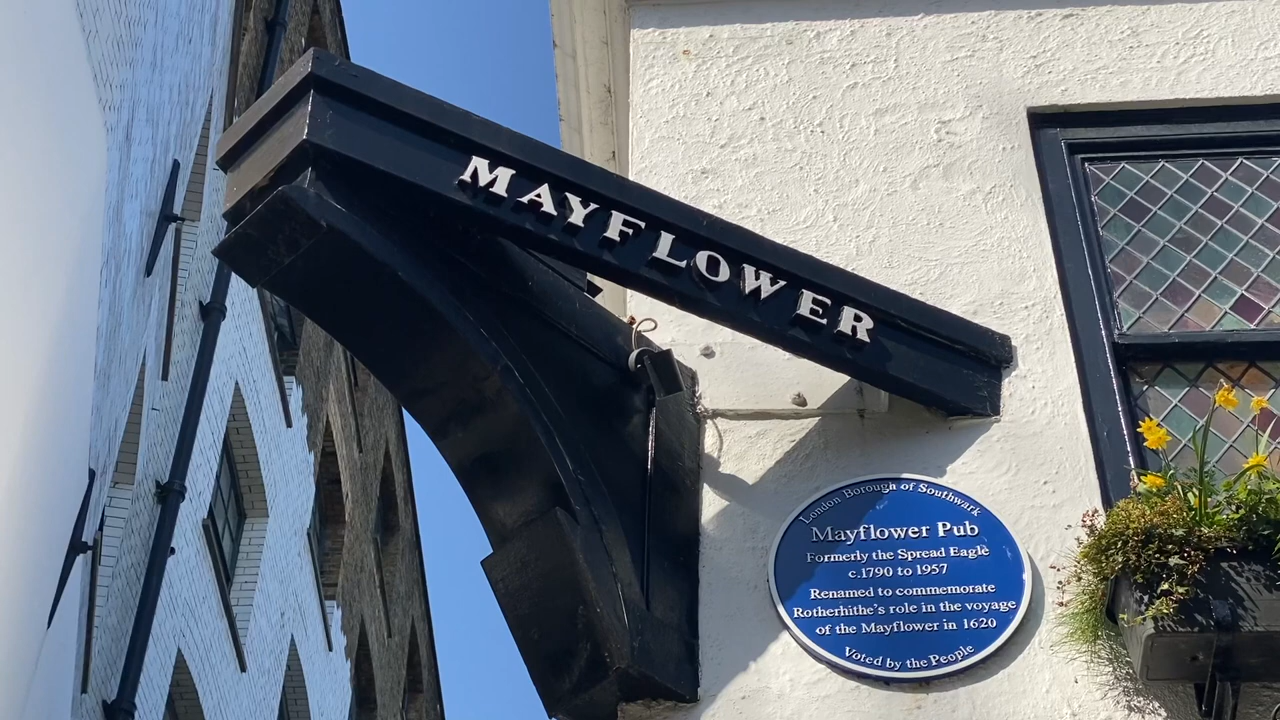 MAYFLOWER
London Borough of Southwark
Mayflower Pub
Formerly the Spread Eagle
c.1790 to 1957
Renamed to commemorate
Rotherhithe's role in the voyage
of the Mayflower in 1620
Voted by the People